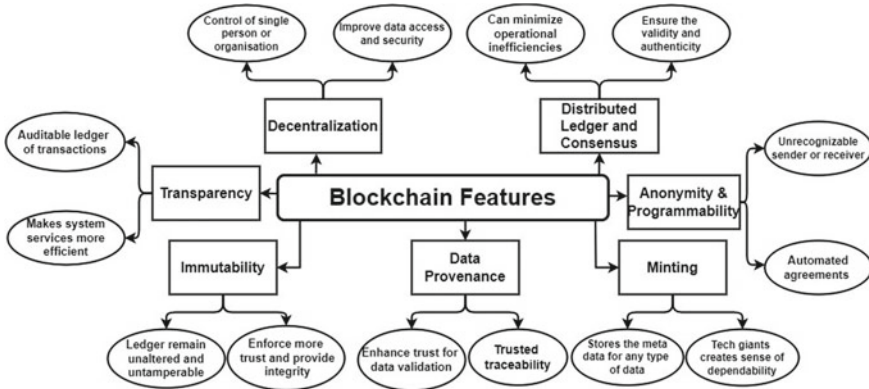 Control of single
person or
organisation
Improve data access
and security
Can minimize
operational
inefficiencies
Ensure the
validity and
authenticity
Decentralization
Distributed
Ledger and
Consensus
Auditable ledger
of transactions
Unrecognizable
sender or receiver
Transparency
Blockchain Features
Anonymity &
Programmability
Makes system
services more
efficient
Immutability
Data
Provenance
Minting
Automated
agreements
Ledger remain
unaltered and
untamperable
Enforce more
trust and provide
integrity
Enhance trust for
data validation
Trusted
traceability
Stores the meta
data for any type
of data
Tech giants
creates sense of
dependability